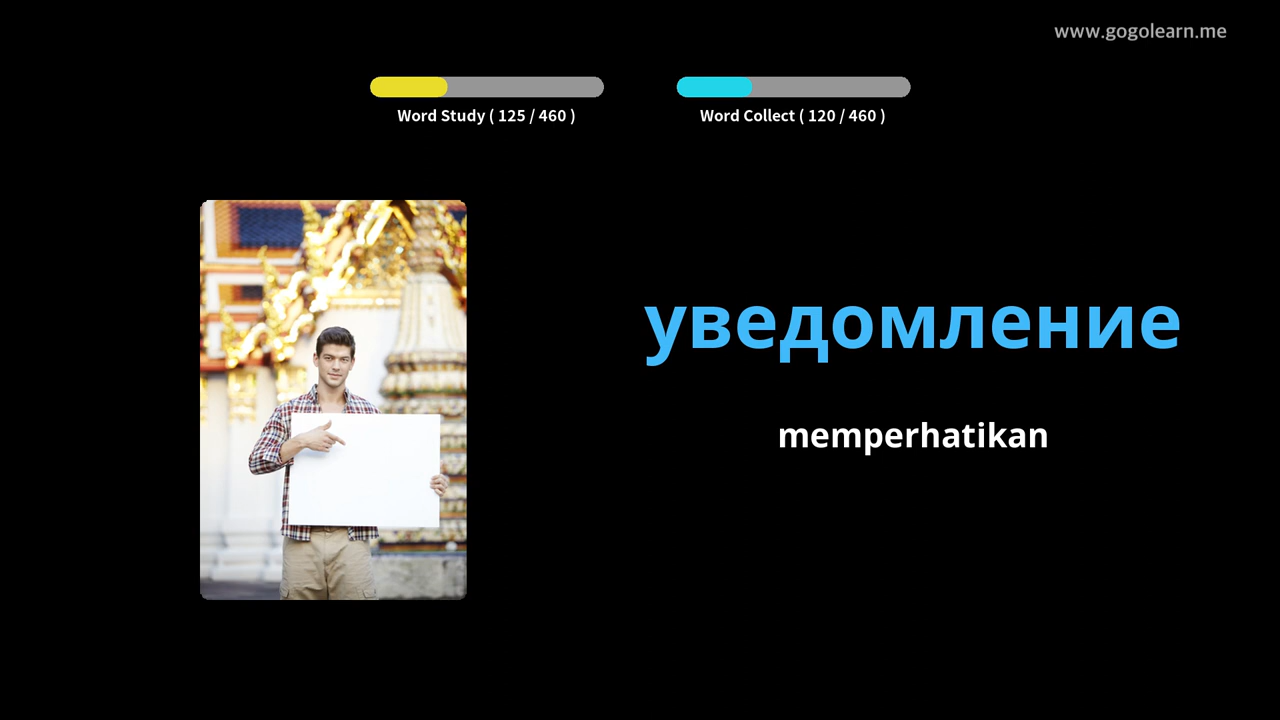 www.gogolearn.me
Word Study ( 125 / 460 )
Word Collect ( 120 / 460 )
уведомление
memperhatikan